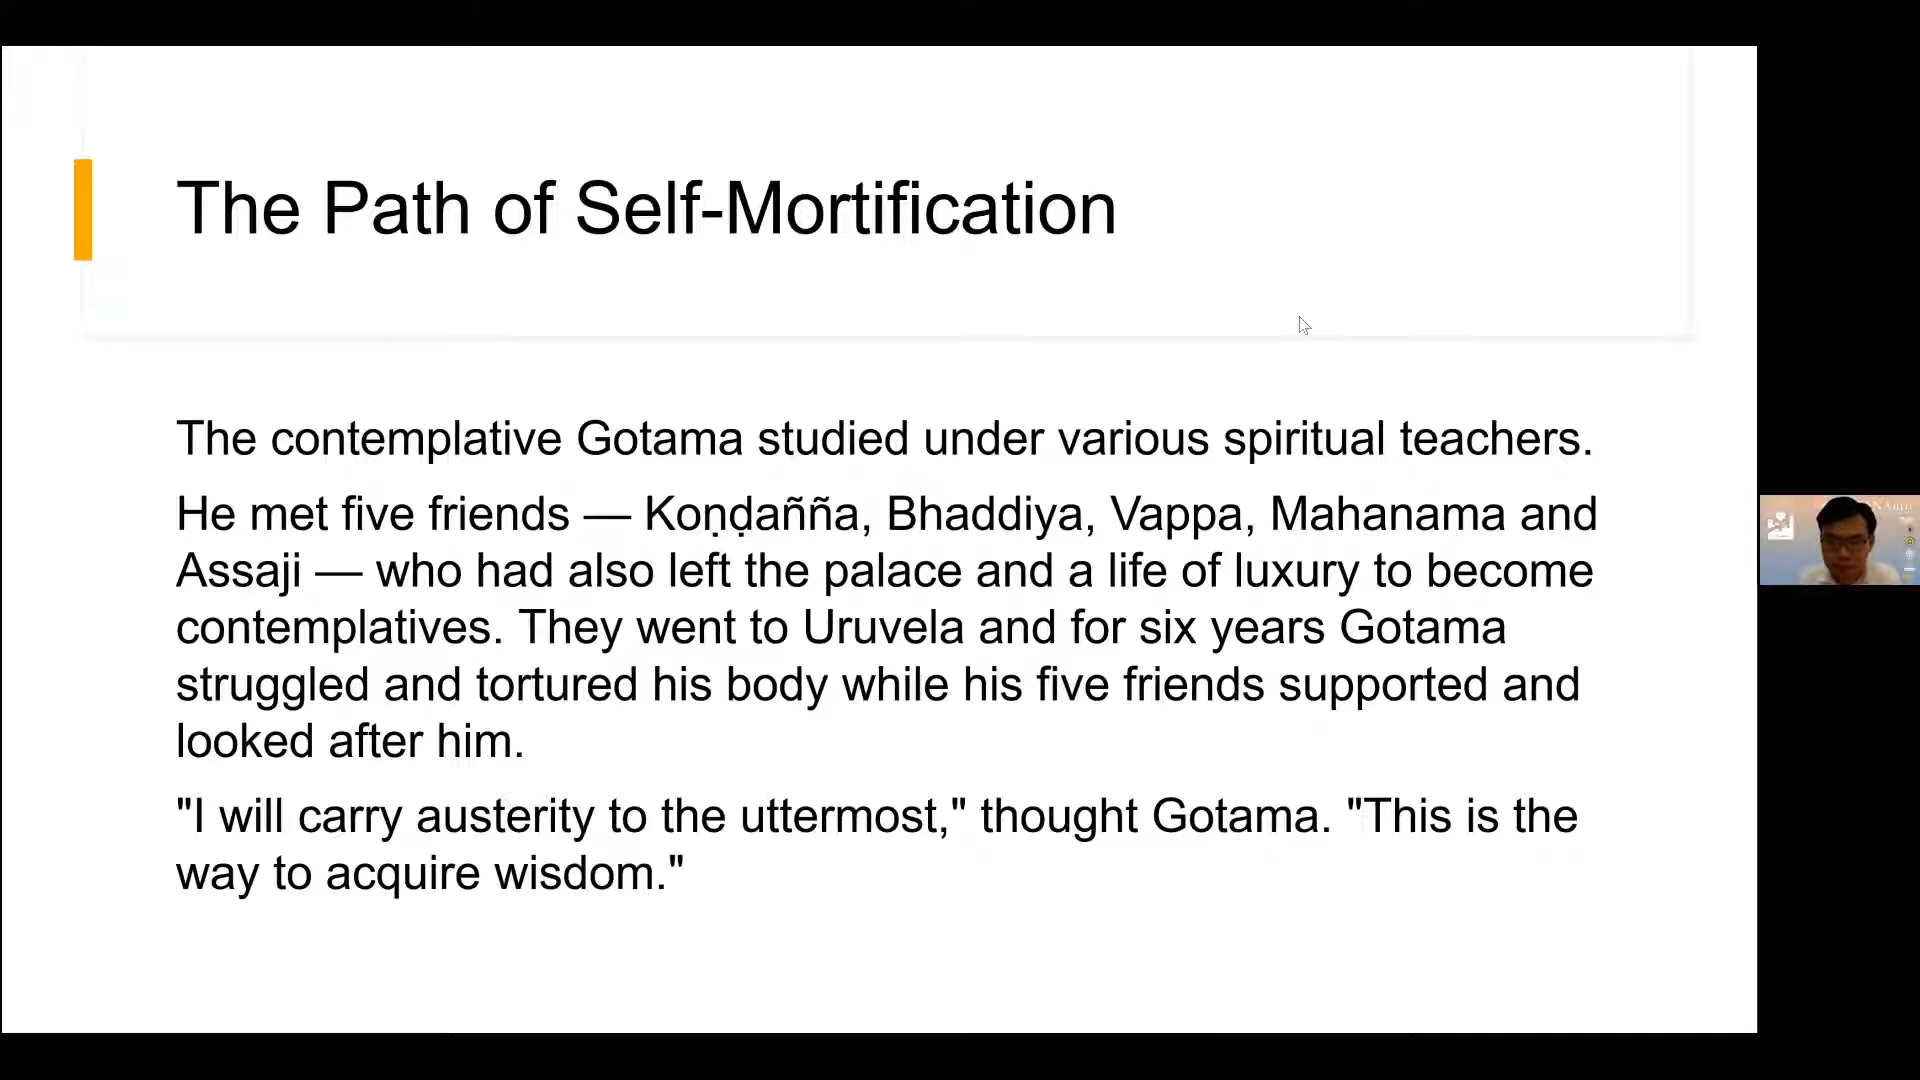 The Path of Self-Mortification
The contemplative Gotama studied under various spiritual teachers.
He met five friends — Koṇḍañña, Bhaddiya, Vappa, Mahanama and
Assaji — who had also left the palace and a life of luxury to become
contemplatives. They went to Uruvela and for six years Gotama
struggled and tortured his body while his five friends supported and
looked after him.
"I will carry austerity to the uttermost," thought Gotama. "This is the
way to acquire wisdom."